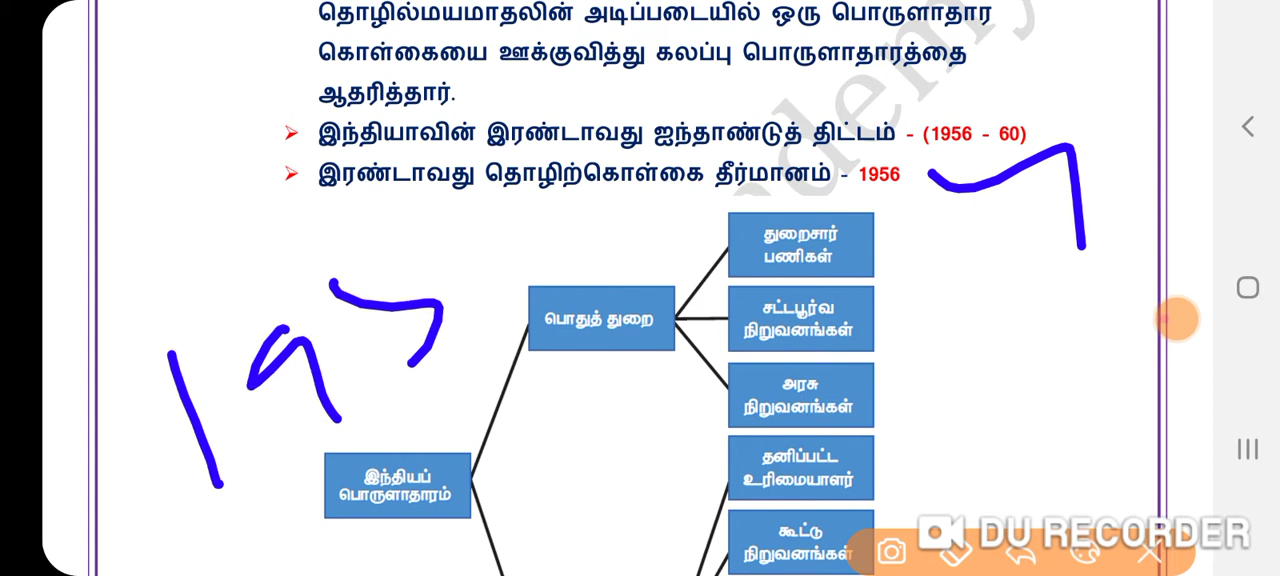 தொழில்மயமாதலின் அடிப்படையில் ஒரு பொருளாதார
கொள்கையை ஊக்குவித்து கலப்பு பொருளாதாரத்தை
ஆதரித்தார்.
➢ இந்தியாவின் இரண்டாவது ஐந்தாண்டுத் திட்டம் - (1956 - 60)
➢ இரண்டாவது தொழிற்கொள்கை தீர்மானம் - 1956
துறைசார்
பணிகள்
பொதுத் துறை
சட்டபூர்வ
நிறுவனங்கள்
அரசு
நிறுவனங்கள்
இந்தியப்
பொருளாதாரம்
தனிப்பட்ட
உரிமையாளர்
கூட்டு
நிறுவனங்கள்
DU RECORDER